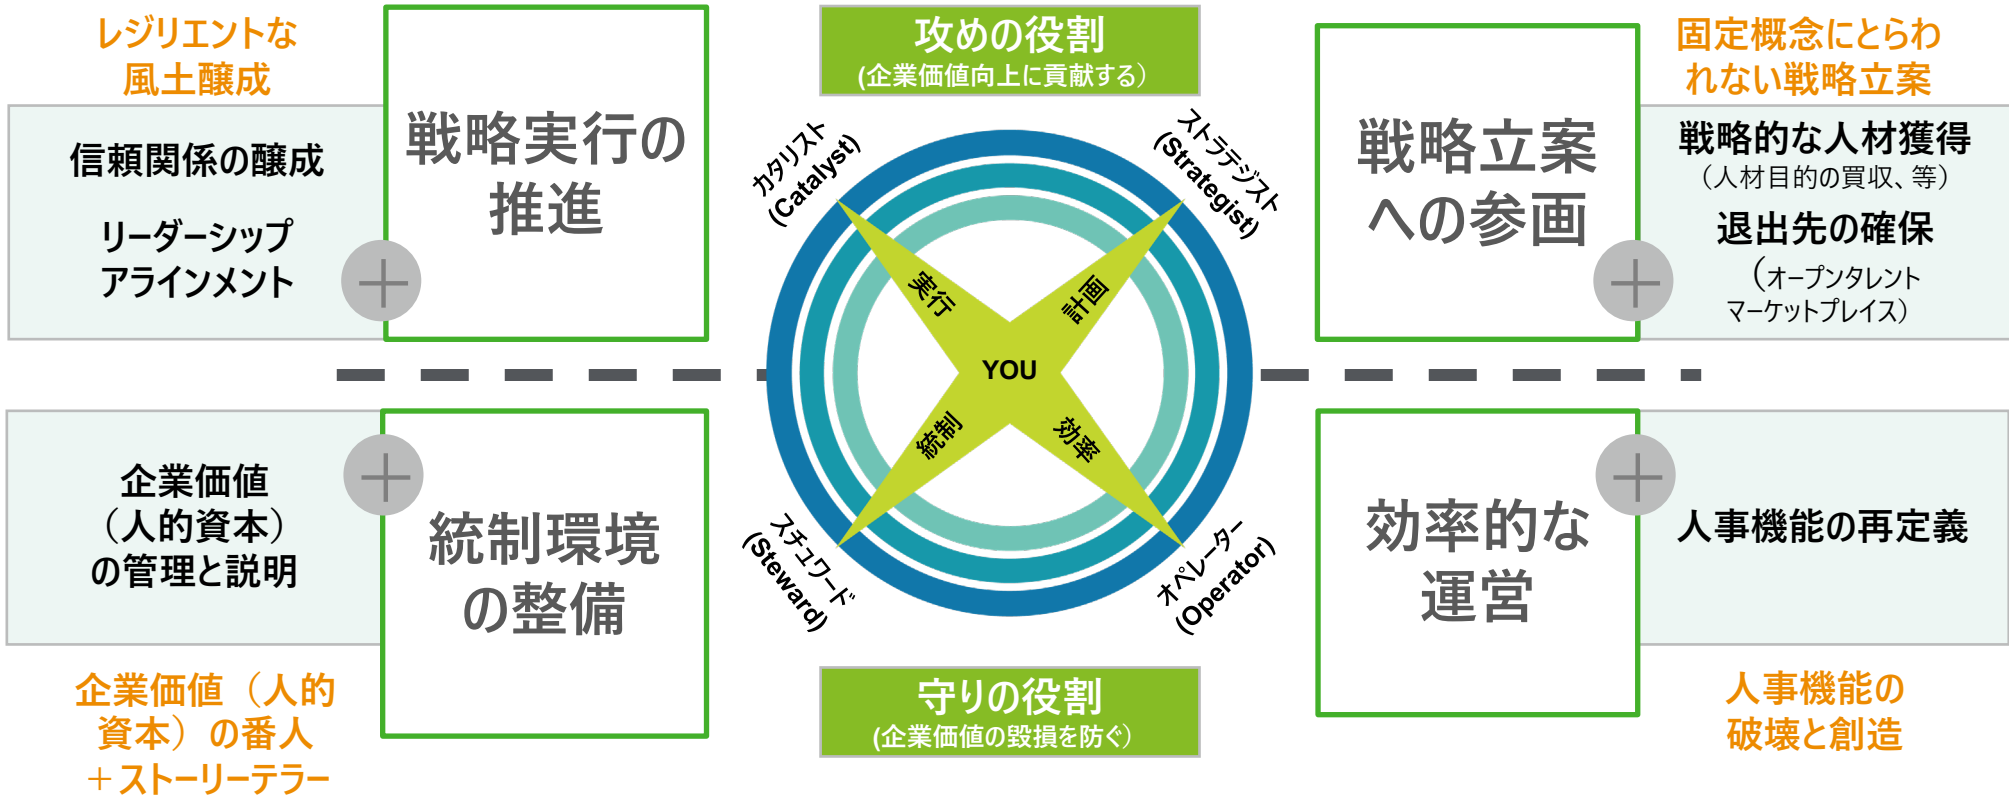 レジリエントな
風土醸成
信頼関係の醸成
リーダーシップ
アラインメント
戦略実行の
推進
攻めの役割
(企業価値向上に貢献する）
カタリスト
(Catalyst)
ストラテジスト
(Strategist)
実行
計画
YOU
統制
効率
スチュワード
(Steward)
オペレーター
(Operator)
守りの役割
(企業価値の毀損を防ぐ）
戦略立案
への参画
固定概念にとらわ
れない戦略立案
戦略的な人材獲得
（人材目的の買収、等）
退出先の確保
（オープンタレント
マーケットプレイス）
企業価値
（人的資本）
の管理と説明
統制環境
の整備
企業価値（人的
資本）の番人
＋ストーリーテラー
効率的な
運営
人事機能の再定義
人事機能の
破壊と創造